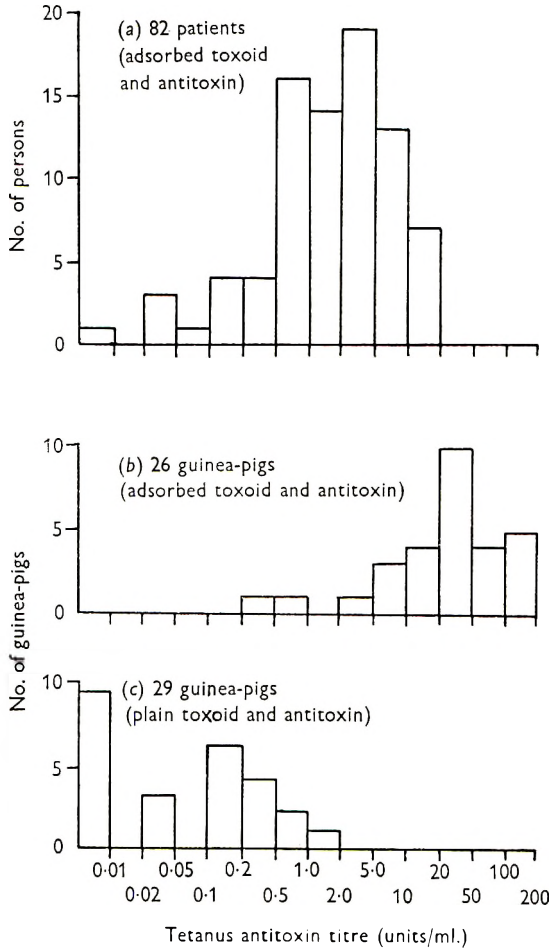 20
15
10
5
0
No. of persons
(a) 82 patients
(adsorbed toxoid
and antitoxin)
10
5
0
(b) 26 guinea-pigs
(adsorbed toxoid and antitoxin)
No. of guinea-pigs
10
5
0
(c) 29 guinea-pigs
(plain toxoid and antitoxin)
0·01 0·05 0·2 1·0 5·0 20 100
0·02 0·1 0·5 2·0 10 50 200
Tetanus antitoxin titre (units/ml.)